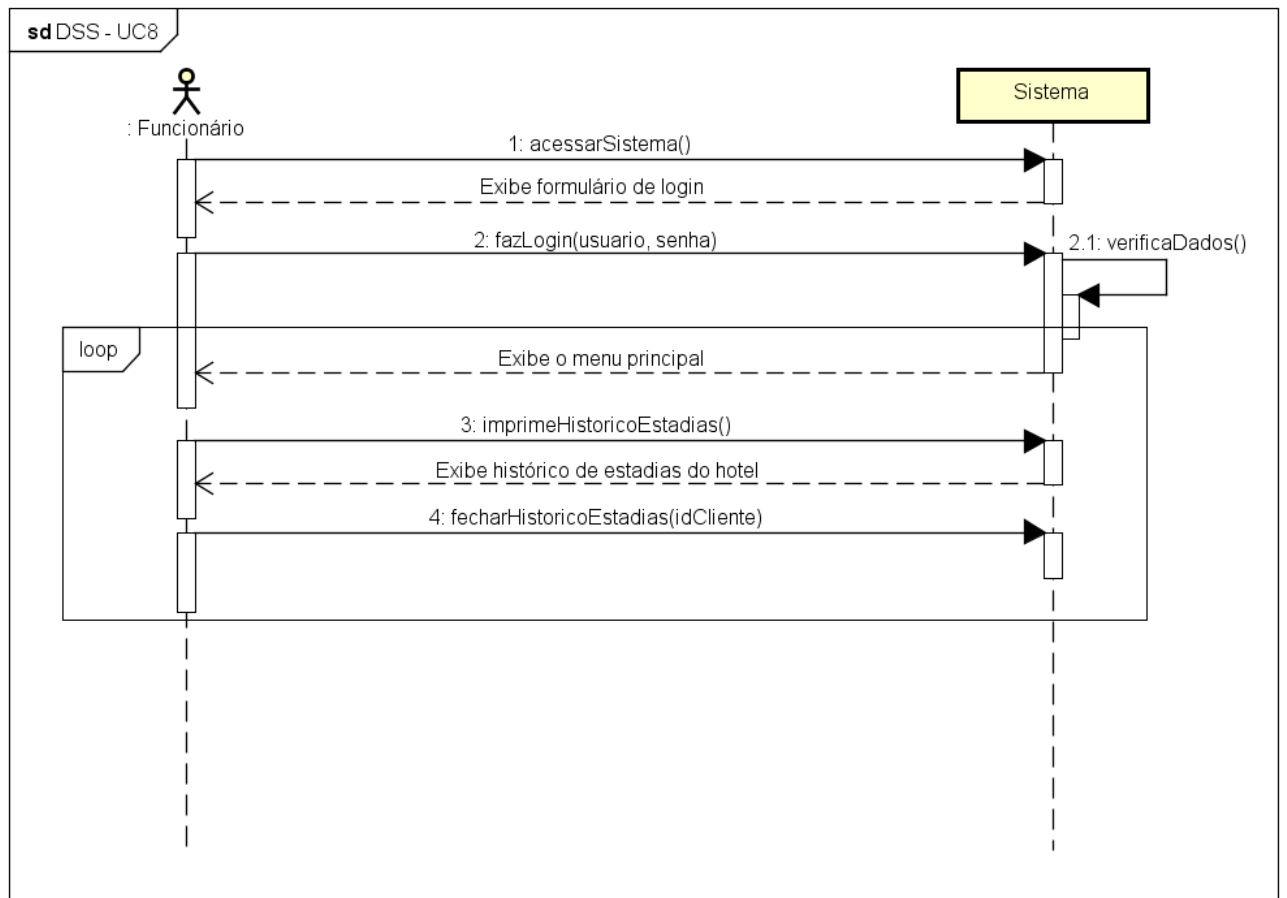 sd DSS - UC8
: Funcionário
Sistema
1: acessarSistema()
Exibe formulário de login
2: fazLogin(usuario, senha)
2.1: verificaDados()
loop
Exibe o menu principal
3: imprimeHistoricoEstadias()
Exibe histórico de estadias do hotel
4: fecharHistoricoEstadias(idCliente)